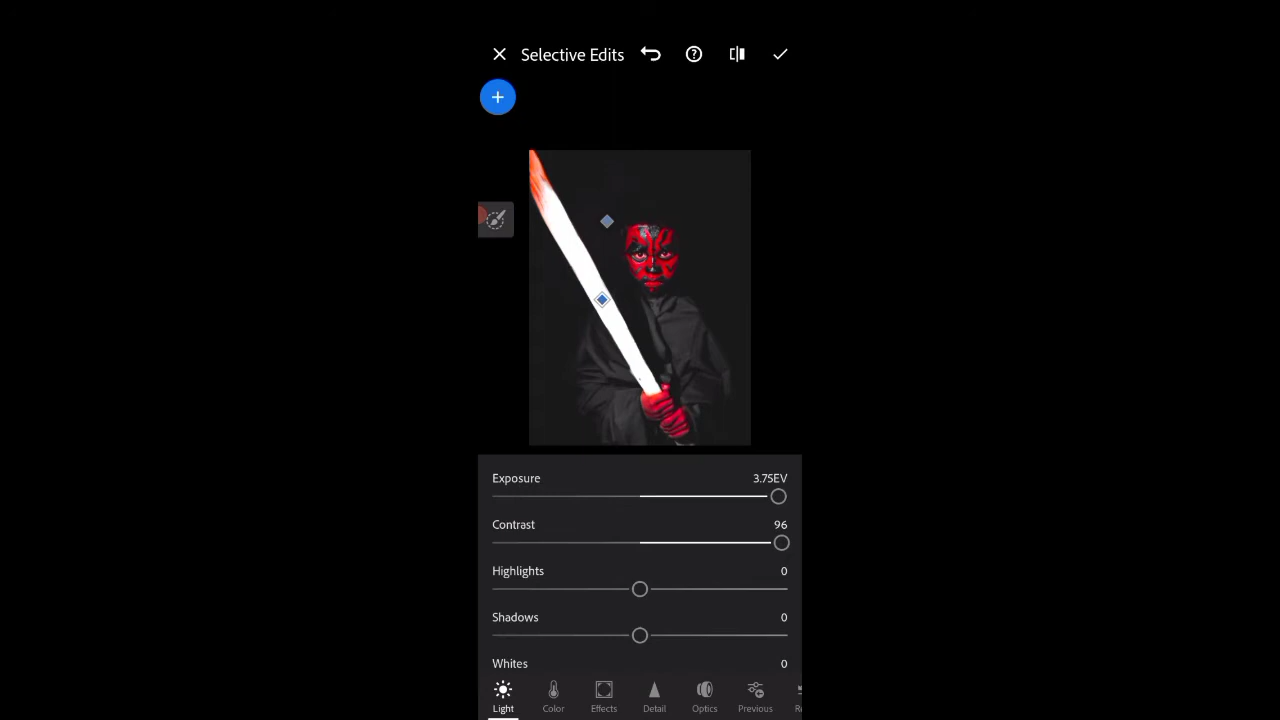 Selective Edits
Exposure 3.75EV
Contrast 96
Highlights 0
Shadows 0
Whites 0
Light Color Effects Detail Optics Previous